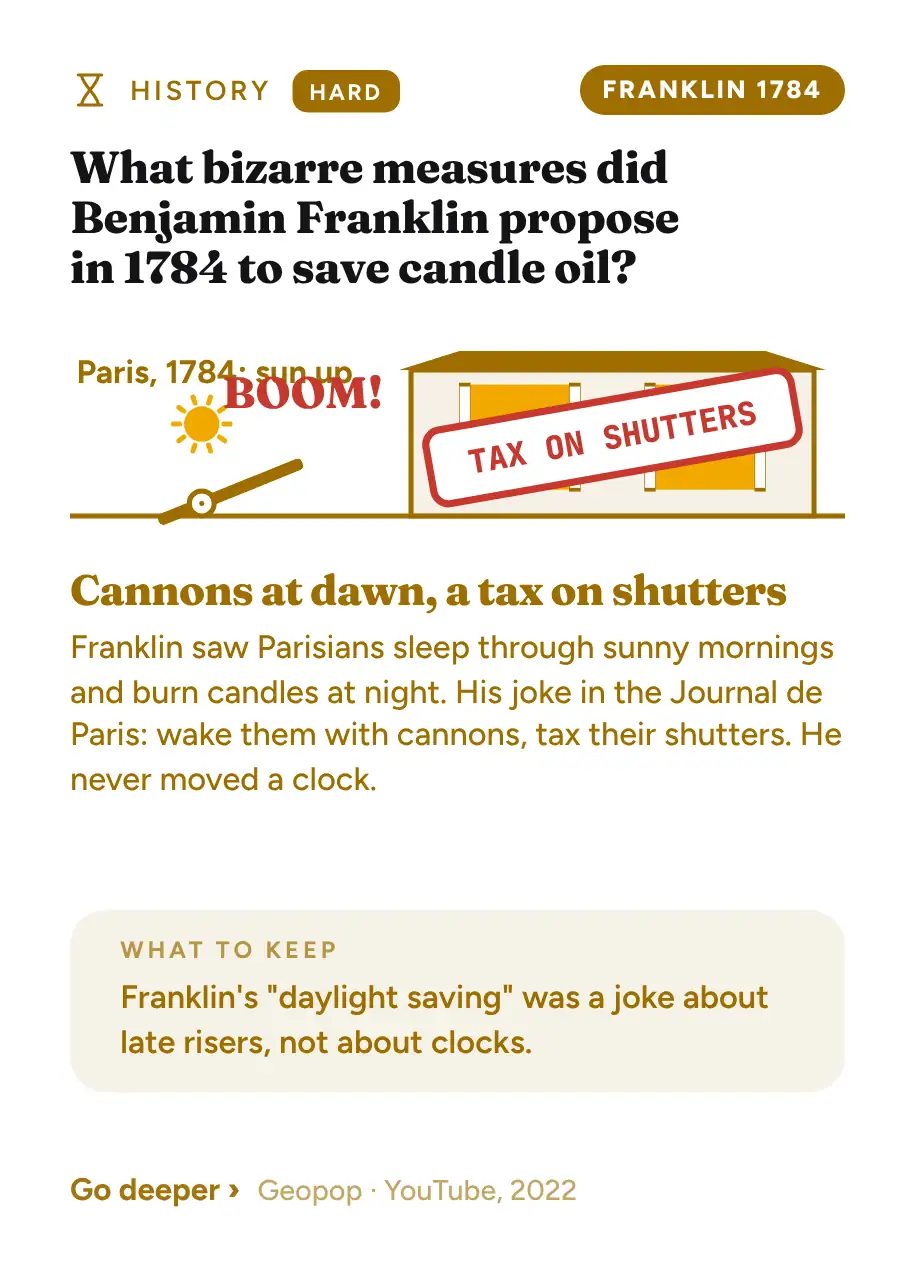 HISTORY HARD FRANKLIN 1784
What bizarre measures did
Benjamin Franklin propose
in 1784 to save candle oil?
Paris, 1784: sun up
BOOM!
TAX ON SHUTTERS
Cannons at dawn, a tax on shutters
Franklin saw Parisians sleep through sunny mornings
and burn candles at night. His joke in the Journal de
Paris: wake them with cannons, tax their shutters. He
never moved a clock.
WHAT TO KEEP
Franklin's "daylight saving" was a joke about
late risers, not about clocks.
Go deeper › Geopop · YouTube, 2022